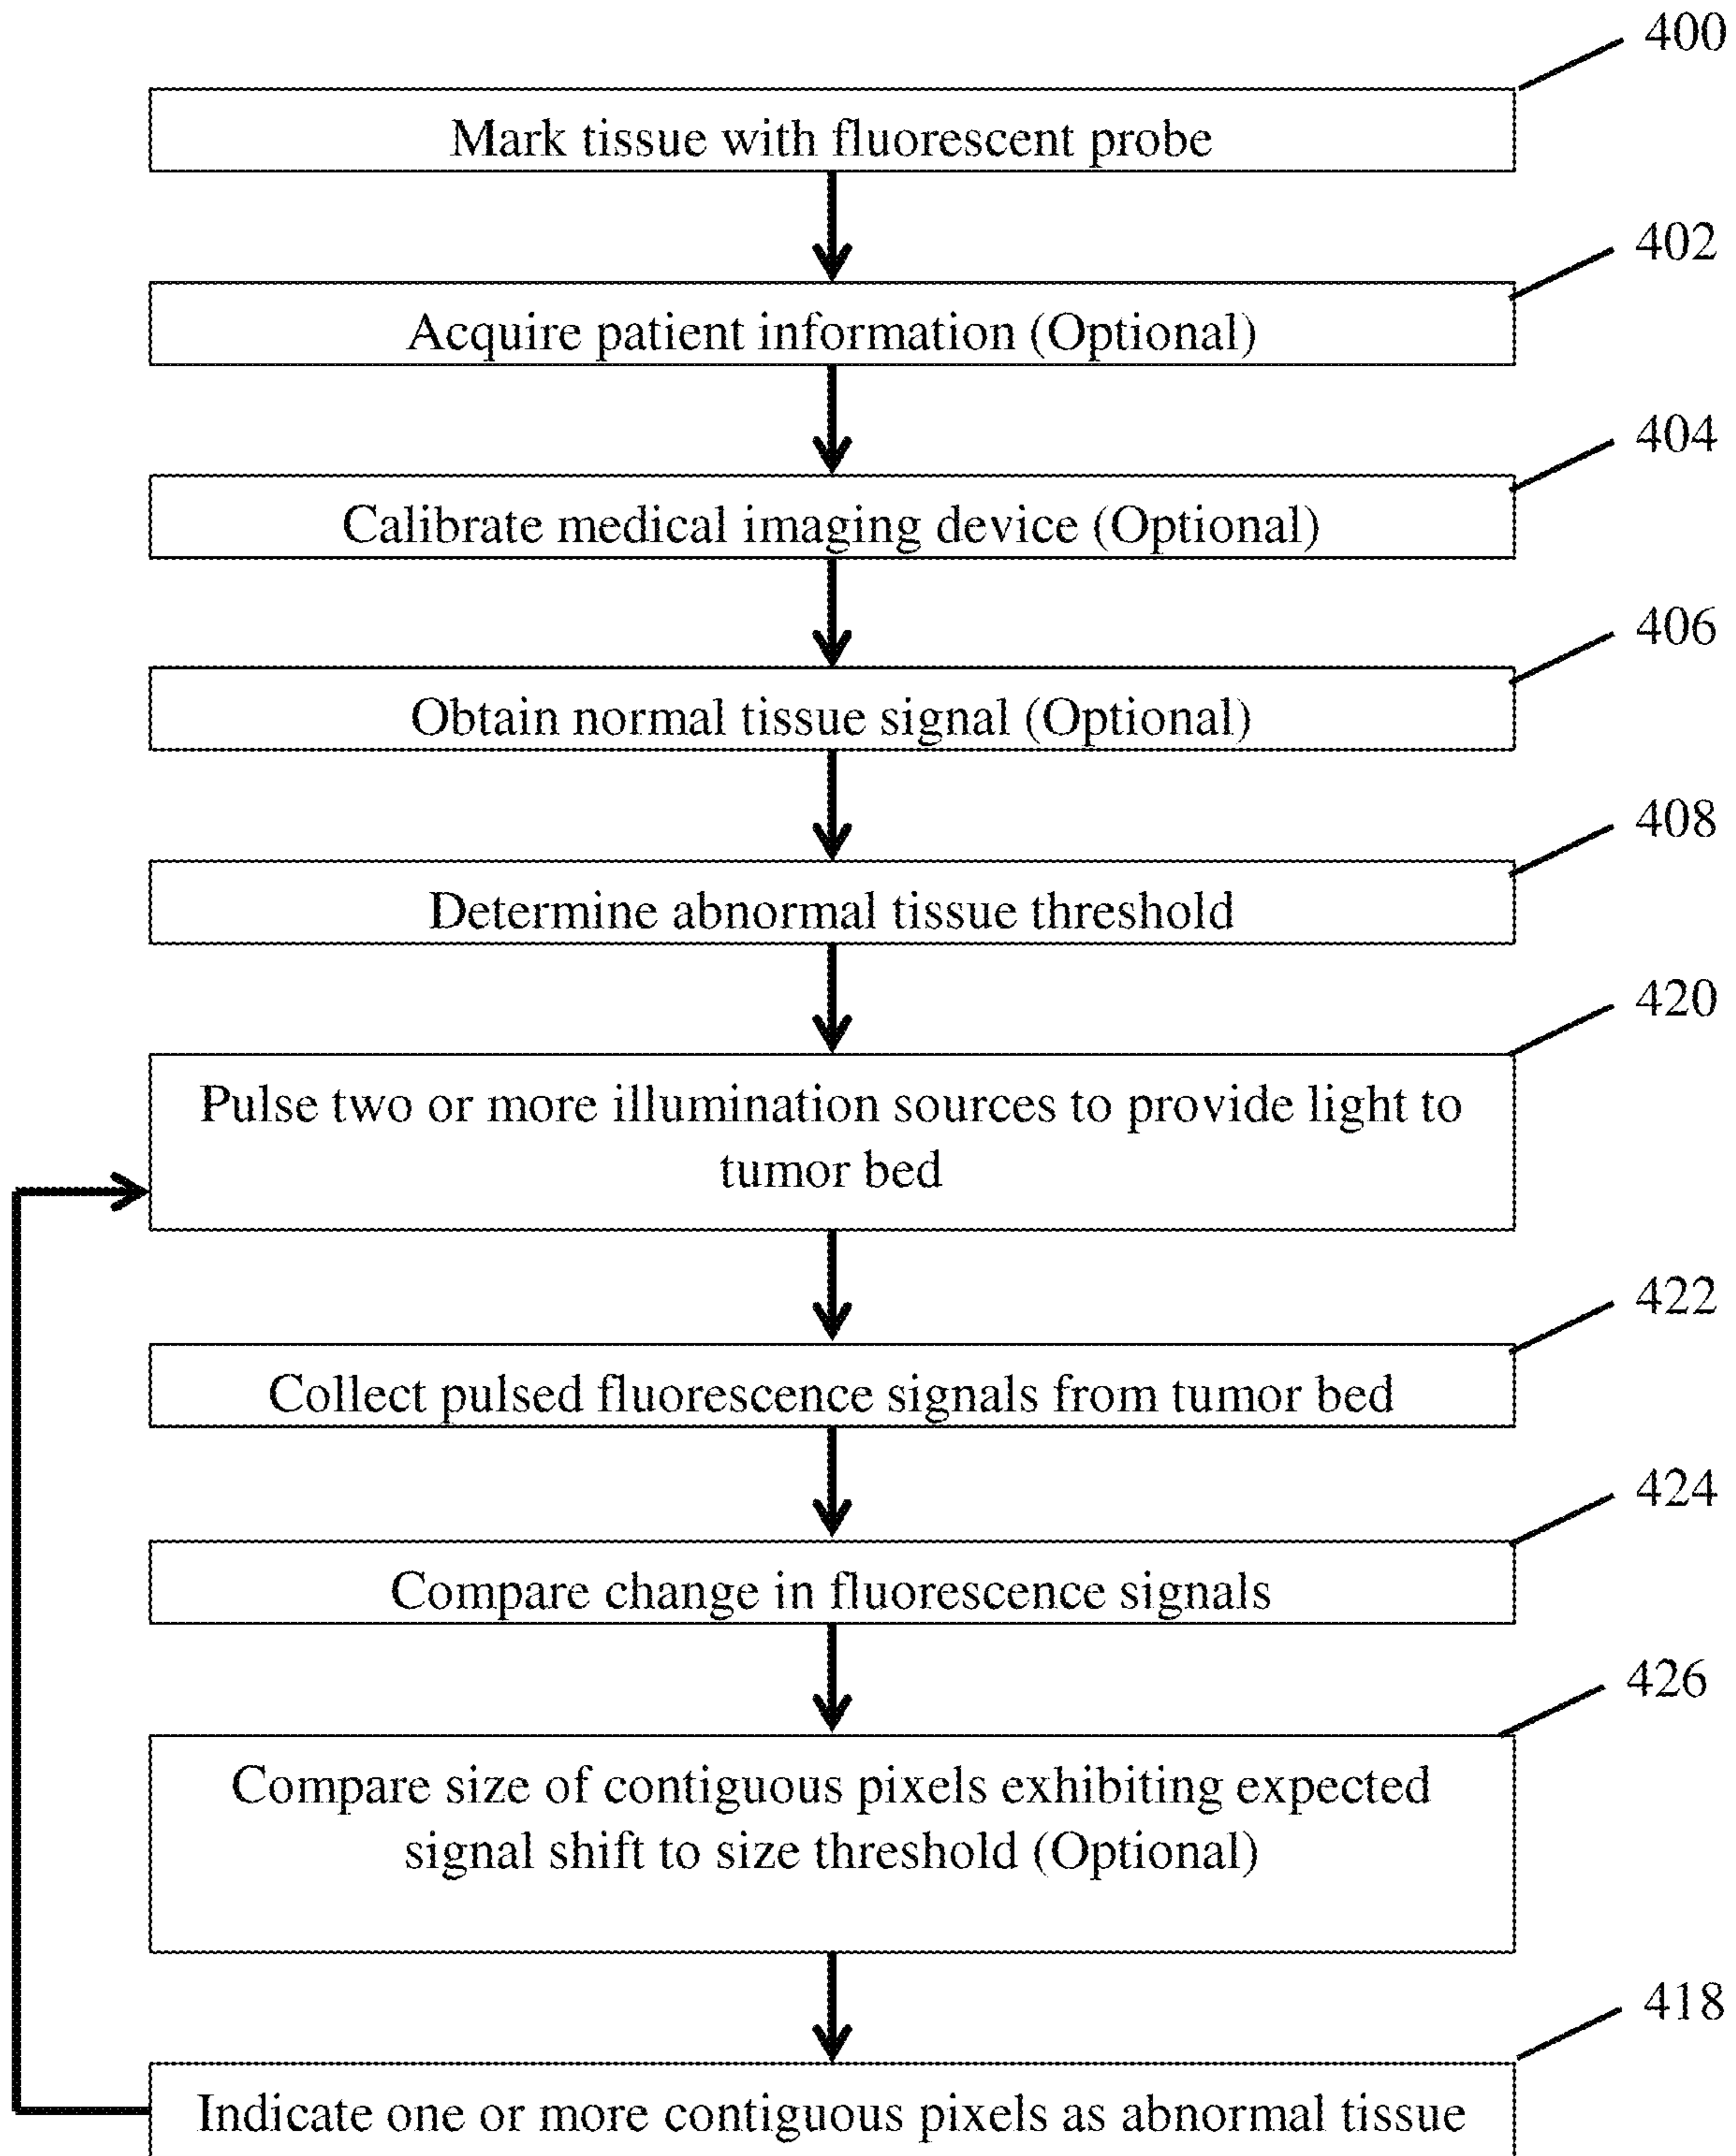 400
Mark tissue with fluorescent probe
402
Acquire patient information (Optional)
404
Calibrate medical imaging device (Optional)
406
Obtain normal tissue signal (Optional)
408
Determine abnormal tissue threshold
420
Pulse two or more illumination sources to provide light to
tumor bed
422
Collect pulsed fluorescence signals from tumor bed
424
Compare change in fluorescence signals
426
Compare size of contiguous pixels exhibiting expected
signal shift to size threshold (Optional)
418
Indicate one or more contiguous pixels as abnormal tissue